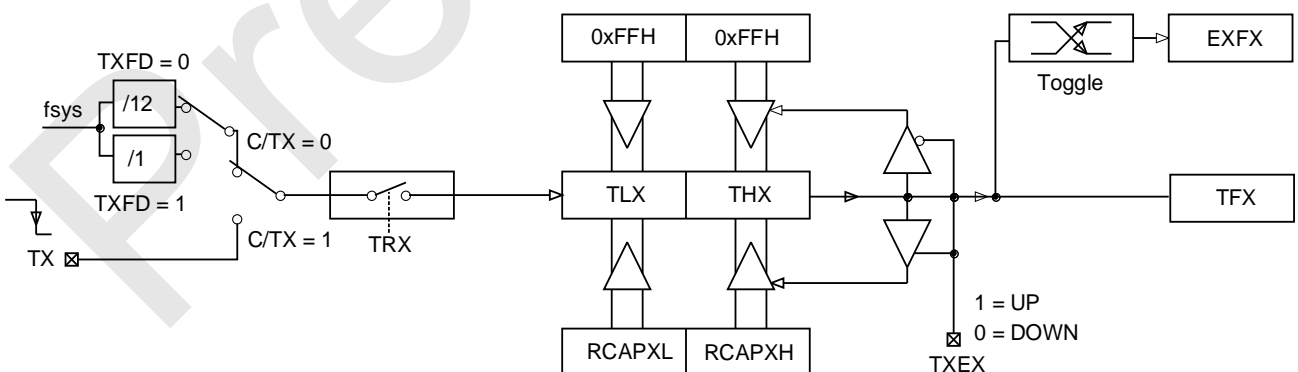 0xFFH 0xFFH
EXFX
Toggle
TXFD = 0
fsys
/12
C/TX = 0
/1
TXFD = 1
TLX THX
TFX
C/TX = 1
TRX
TX
1 = UP
0 = DOWN
RCAPXL RCAPXH
TXEX
Pre